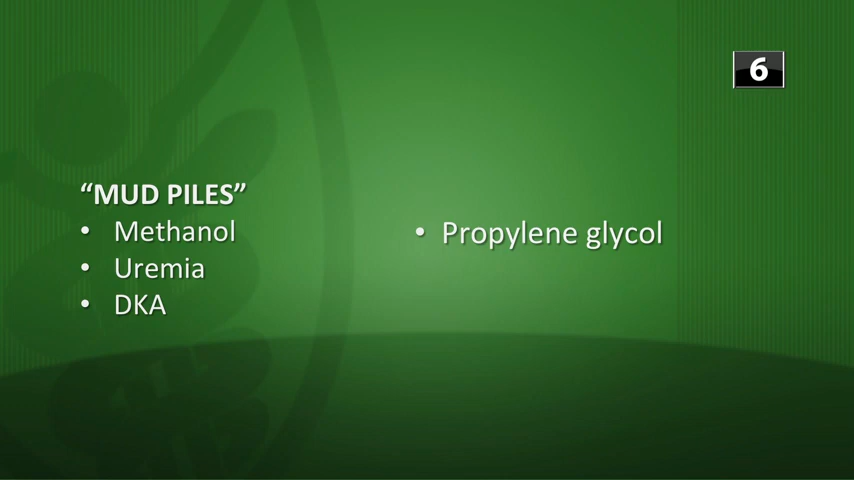 6
“MUD PILES”
• Methanol
• Uremia
• DKA
• Propylene glycol